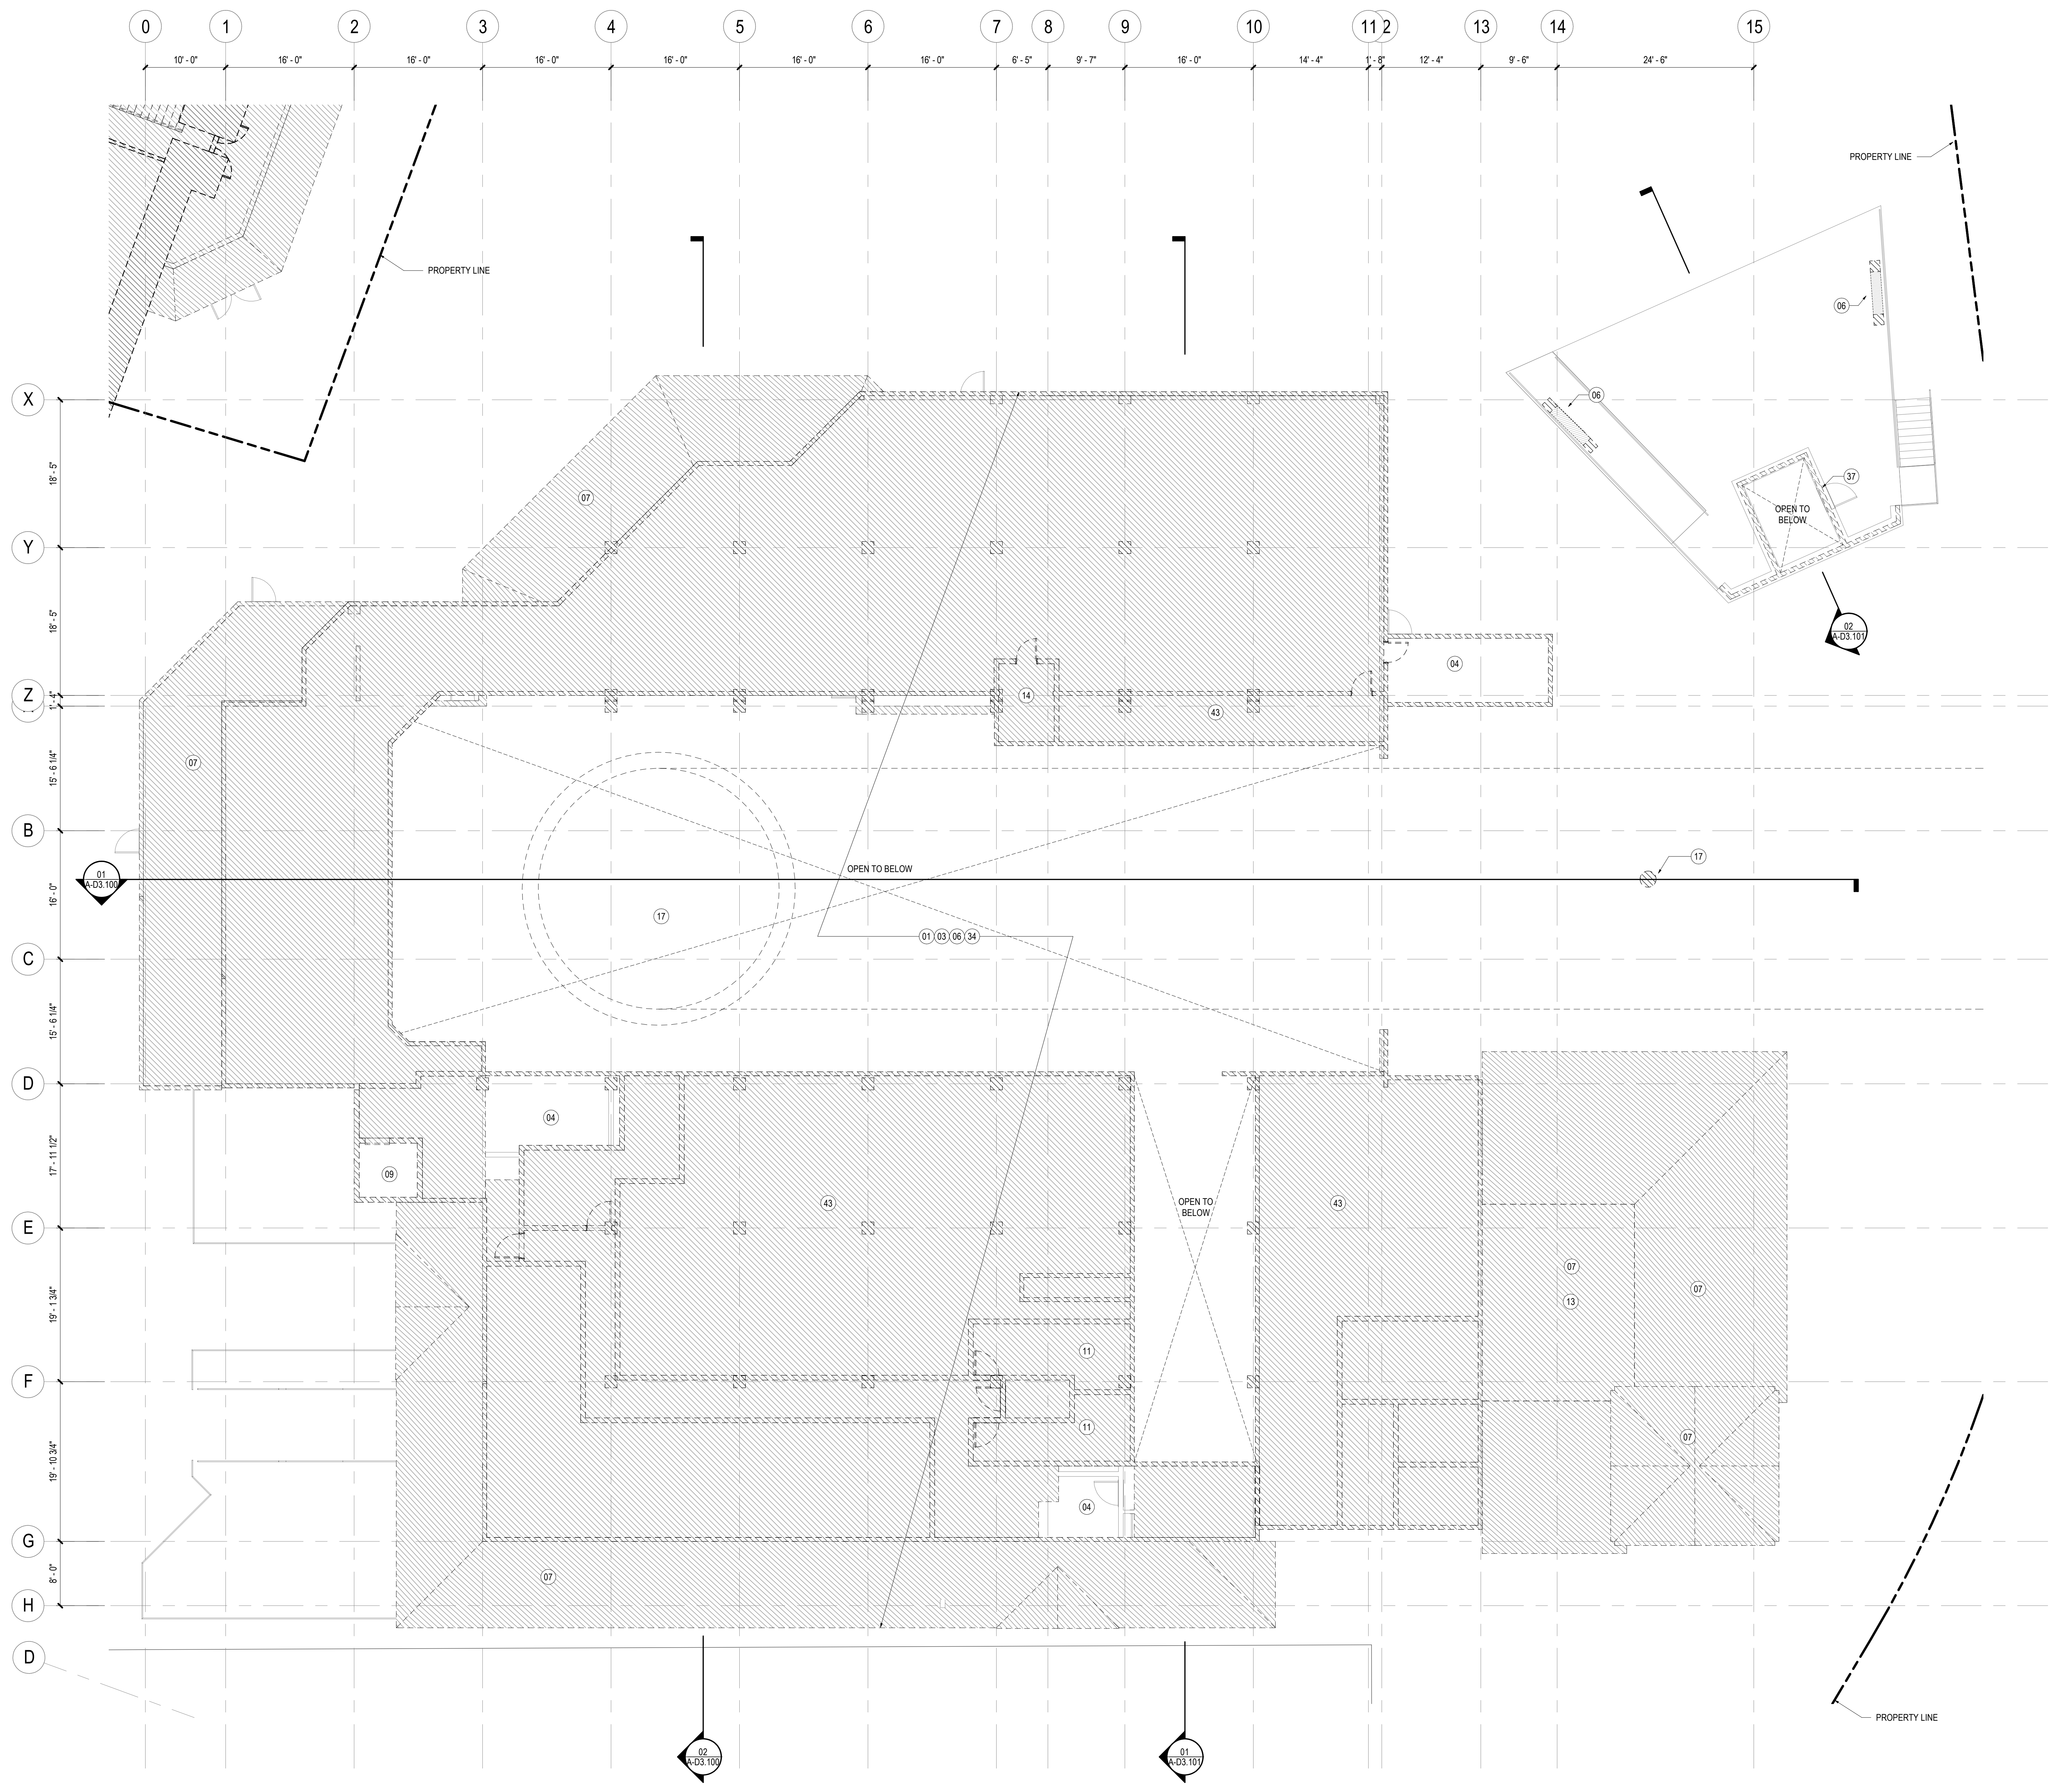 0 1 2 3 4 5 6 7 8 9 10 11 2 13 14 15
10' - 0" 16' - 0" 16' - 0" 16' - 0" 16' - 0" 16' - 0" 16' - 0" 6' - 5" 9' - 7" 16' - 0" 14' - 4" 1' - 8" 12' - 4" 9' - 6" 24' - 6"
PROPERTY LINE
PROPERTY LINE
06
06
X
18' - 5"
07
37
OPEN TO
BELOW
Y
18' - 5"
02
A-D3.101
04
Z
1' - 4"
14
43
07
15' - 6 1/4"
B
17
OPEN TO BELOW
01
A-D3.100
16' - 0"
17
01 03 06 34
C
15' - 6 1/4"
D
04
17' - 11 1/2"
09
43
OPEN TO
BELOW
43
E
07
07
13
19' - 1 3/4"
11
F
11
07
19' - 10 3/4"
04
G
8' - 0"
07
H
D
PROPERTY LINE
02
A-D3.100
01
A-D3.101